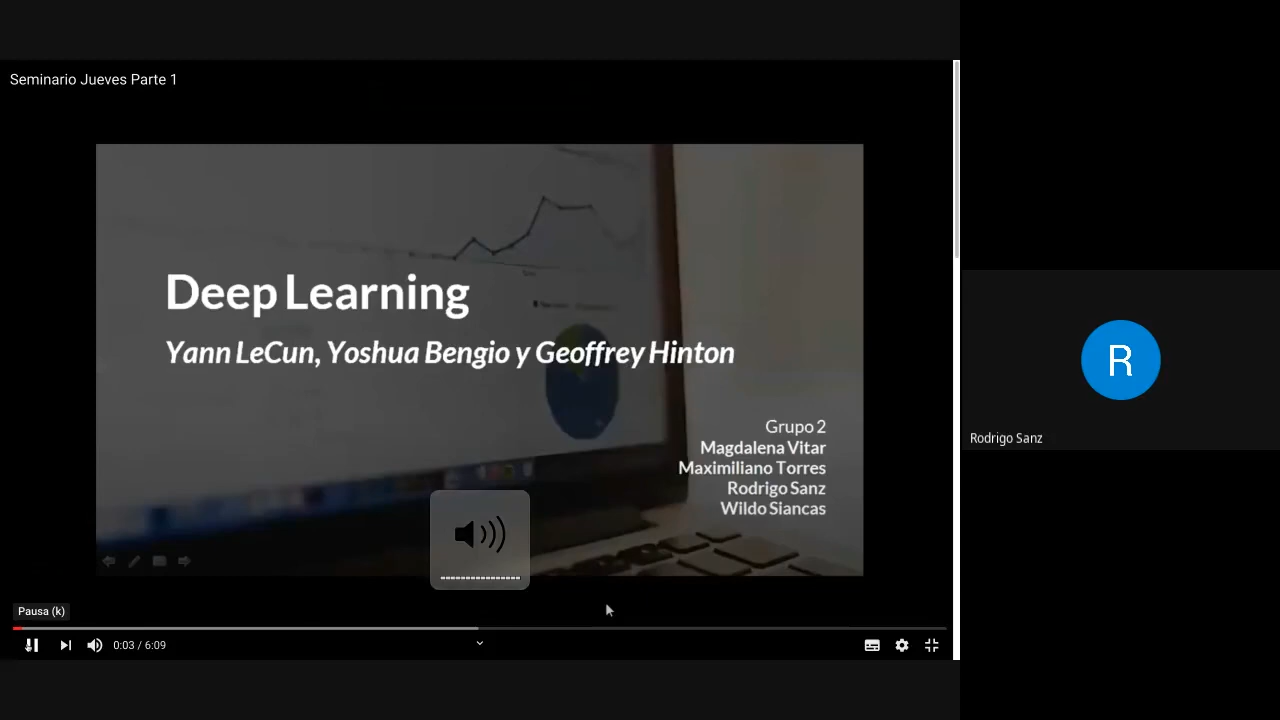 Seminario Jueves Parte 1
Deep Learning
Yann LeCun, Yoshua Bengio y Geoffrey Hinton
Grupo 2
Magdalena Vitar
Maximiliano Torres
Rodrigo Sanz
Wildo Siancas
R
Rodrigo Sanz
Pausa (k)
0:03 / 6:09